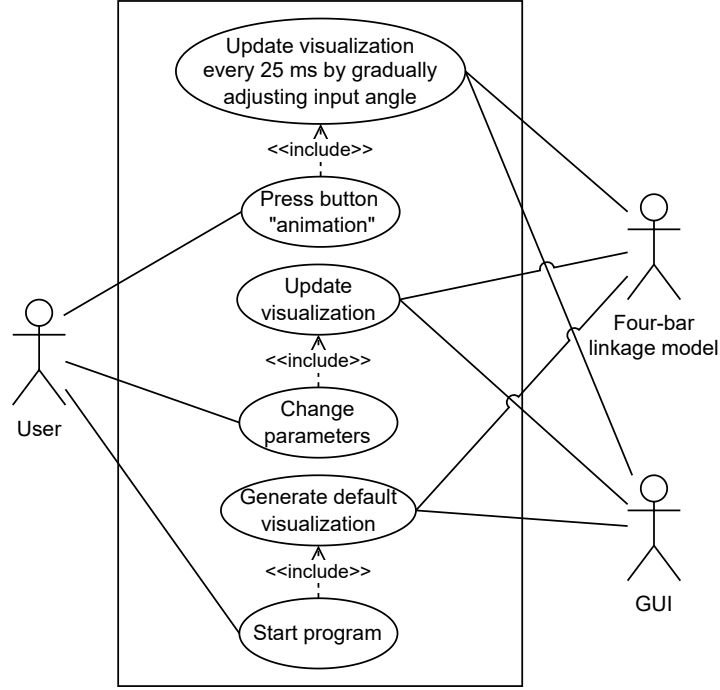 Update visualization
every 25 ms by gradually
adjusting input angle
<<include>>
Press button
"animation"
Update
visualization
<<include>>
Change
parameters
Generate default
visualization
<<include>>
Start program
User
Four-bar
linkage model
GUI